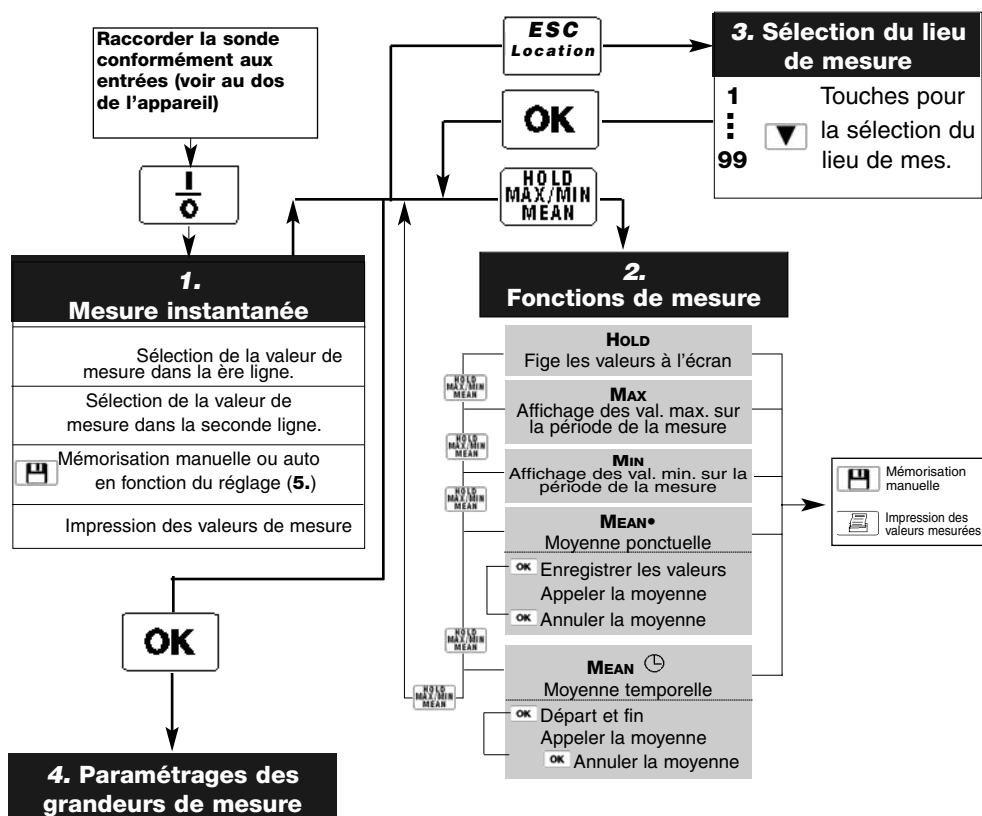 Raccorder la sonde
conformément aux
entrées (voir au dos
de l'appareil)
I
O
ESC
Location
OK
HOLD
MAX/MIN
MEAN
3. Sélection du lieu
de mesure
1
99
Touches pour
la sélection du
lieu de mes.
1.
Mesure instantanée
Sélection de la valeur de
mesure dans la ère ligne.
Sélection de la valeur de
mesure dans la seconde ligne.
Mémorisation manuelle ou auto
en fonction du réglage (5.)
Impression des valeurs de mesure
OK
4. Paramétrages des
grandeurs de mesure
2.
Fonctions de mesure
HOLD
Fige les valeurs à l'écran
HOLD
MAX/MIN
MEAN
MAX
Affichage des val. max. sur
la période de la mesure
HOLD
MAX/MIN
MEAN
MIN
Affichage des val. min. sur la
période de la mesure
HOLD
MAX/MIN
MEAN
MEAN•
Moyenne ponctuelle
OK Enregistrer les valeurs
Appeler la moyenne
OK Annuler la moyenne
HOLD
MAX/MIN
MEAN
MEAN
Moyenne temporelle
HOLD
MAX/MIN
MEAN
OK Départ et fin
Appeler la moyenne
OK Annuler la moyenne
Mémorisation
manuelle
Impression des
valeurs mesurées